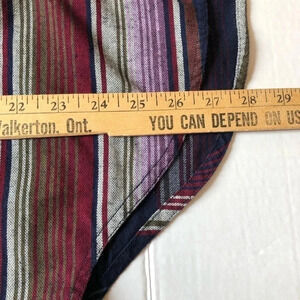 22 23 24 25 26 27 28 29
Walkerton, Ont. YOU CAN DEPEND ON US